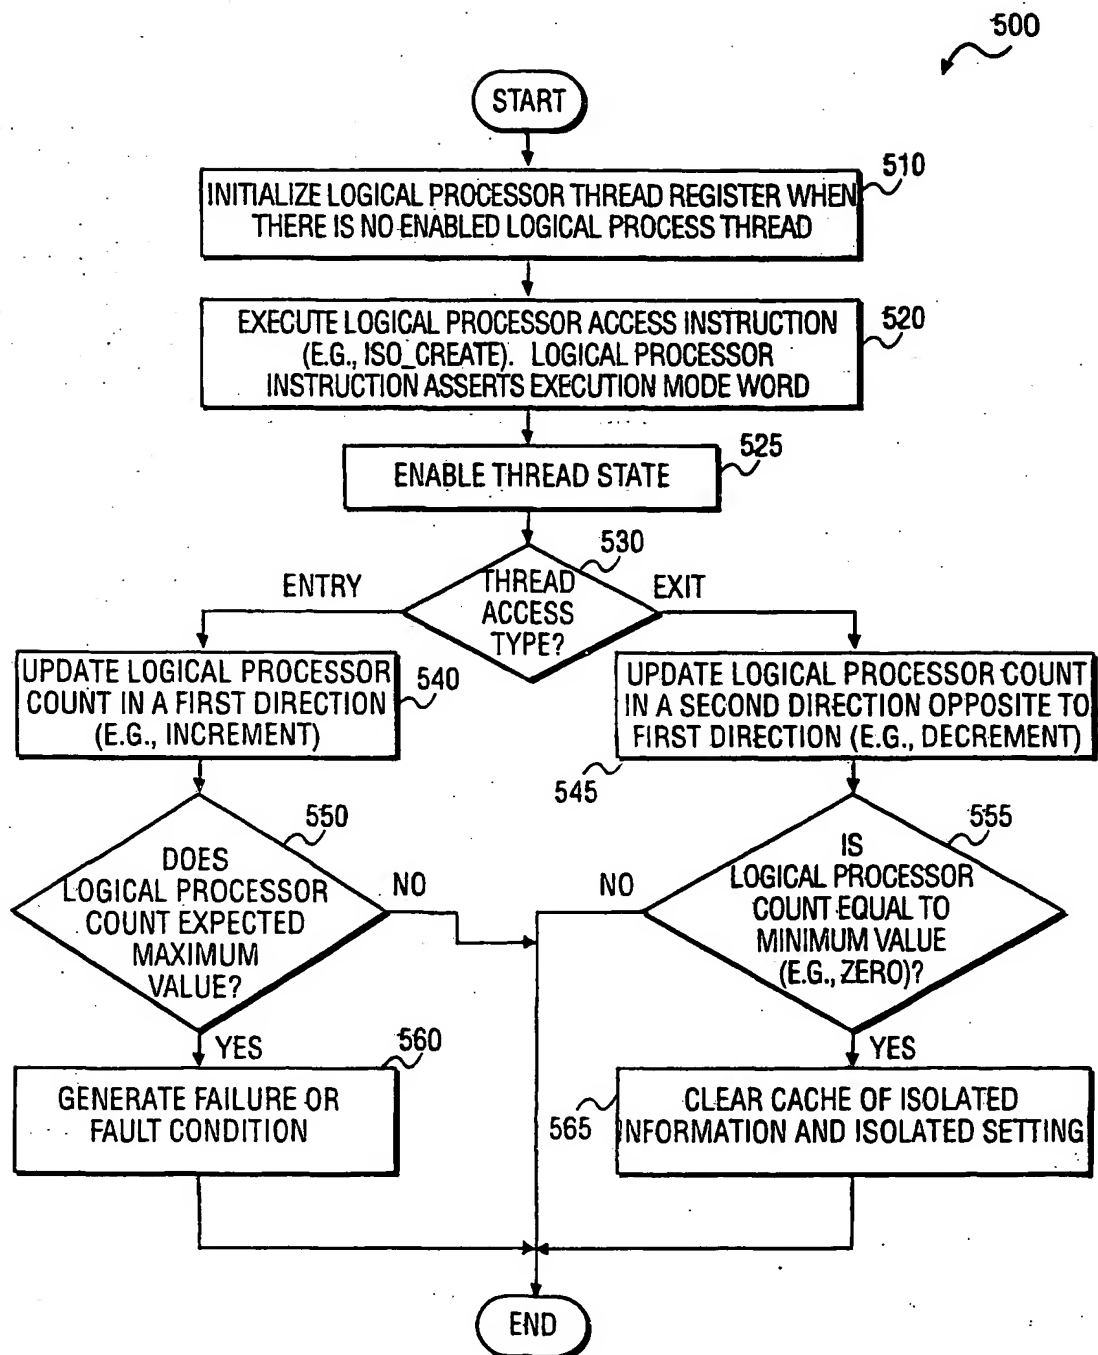 500
START
510
INITIALIZE LOGICAL PROCESSOR THREAD REGISTER WHEN
THERE IS NO ENABLED LOGICAL PROCESS THREAD
520
EXECUTE LOGICAL PROCESSOR ACCESS INSTRUCTION
(E.G., ISO_CREATE). LOGICAL PROCESSOR
INSTRUCTION ASSERTS EXECUTION MODE WORD
525
ENABLE THREAD STATE
530
THREAD
ACCESS
TYPE?
ENTRY
EXIT
UPDATE LOGICAL PROCESSOR
COUNT IN A FIRST DIRECTION
(E.G., INCREMENT)
540
UPDATE LOGICAL PROCESSOR COUNT
IN A SECOND DIRECTION OPPOSITE TO
FIRST DIRECTION (E.G., DECREMENT)
545
550
DOES
LOGICAL PROCESSOR
COUNT EXPECTED
MAXIMUM
VALUE?
NO
YES
555
IS
LOGICAL PROCESSOR
COUNT EQUAL TO
MINIMUM VALUE
(E.G., ZERO)?
NO
YES
560
GENERATE FAILURE OR
FAULT CONDITION
565
CLEAR CACHE OF ISOLATED
INFORMATION AND ISOLATED SETTING
END